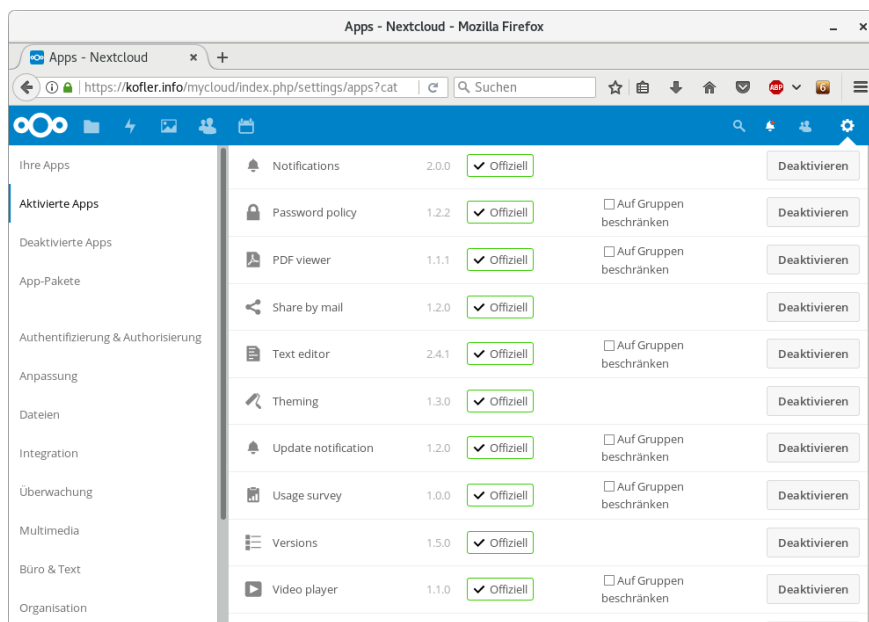 Apps - Nextcloud - Mozilla Firefox
Apps - Nextcloud
https://kofler.info/mycloud/index.php/settings/apps?cat
Suchen
ABP
6
Ihre Apps
Aktivierte Apps
Deaktivierte Apps
App-Pakete
Authentifizierung & Authorisierung
Anpassung
Dateien
Integration
Überwachung
Multimedia
Büro & Text
Organisation
Notifications 2.0.0 Offiziell Deaktivieren
Password policy 1.2.2 Offiziell Auf Gruppen beschränken Deaktivieren
PDF viewer 1.1.1 Offiziell Auf Gruppen beschränken Deaktivieren
Share by mail 1.2.0 Offiziell Deaktivieren
Text editor 2.4.1 Offiziell Auf Gruppen beschränken Deaktivieren
Theming 1.3.0 Offiziell Deaktivieren
Update notification 1.2.0 Offiziell Auf Gruppen beschränken Deaktivieren
Usage survey 1.0.0 Offiziell Auf Gruppen beschränken Deaktivieren
Versions 1.5.0 Offiziell Deaktivieren
Video player 1.1.0 Offiziell Auf Gruppen beschränken Deaktivieren